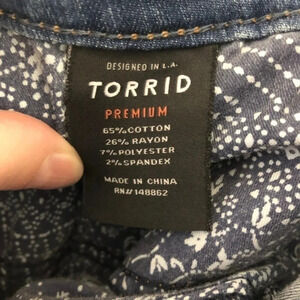 DESIGNED IN L.A.
TORRID
PREMIUM
65% COTTON
26% RAYON
7% POLYESTER
2% SPANDEX
MADE IN CHINA
RN# 148862